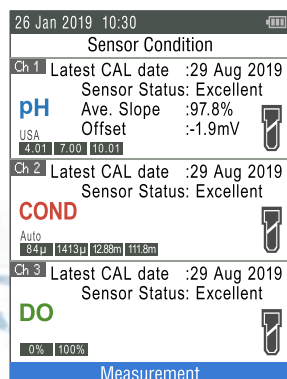 26 Jan 2019 10:30
Sensor Condition
Ch 1 Latest CAL date :29 Aug 2019
Sensor Status: Excellent
pH Ave. Slope :97.8%
Offset :-1.9mV
USA
4.01 7.00 10.01
Ch 2 Latest CAL date :29 Aug 2019
Sensor Status: Excellent
COND
Auto
84µ 1413µ 12.88m 111.8m
Ch 3 Latest CAL date :29 Aug 2019
Sensor Status: Excellent
DO
0% 100%
Measurement